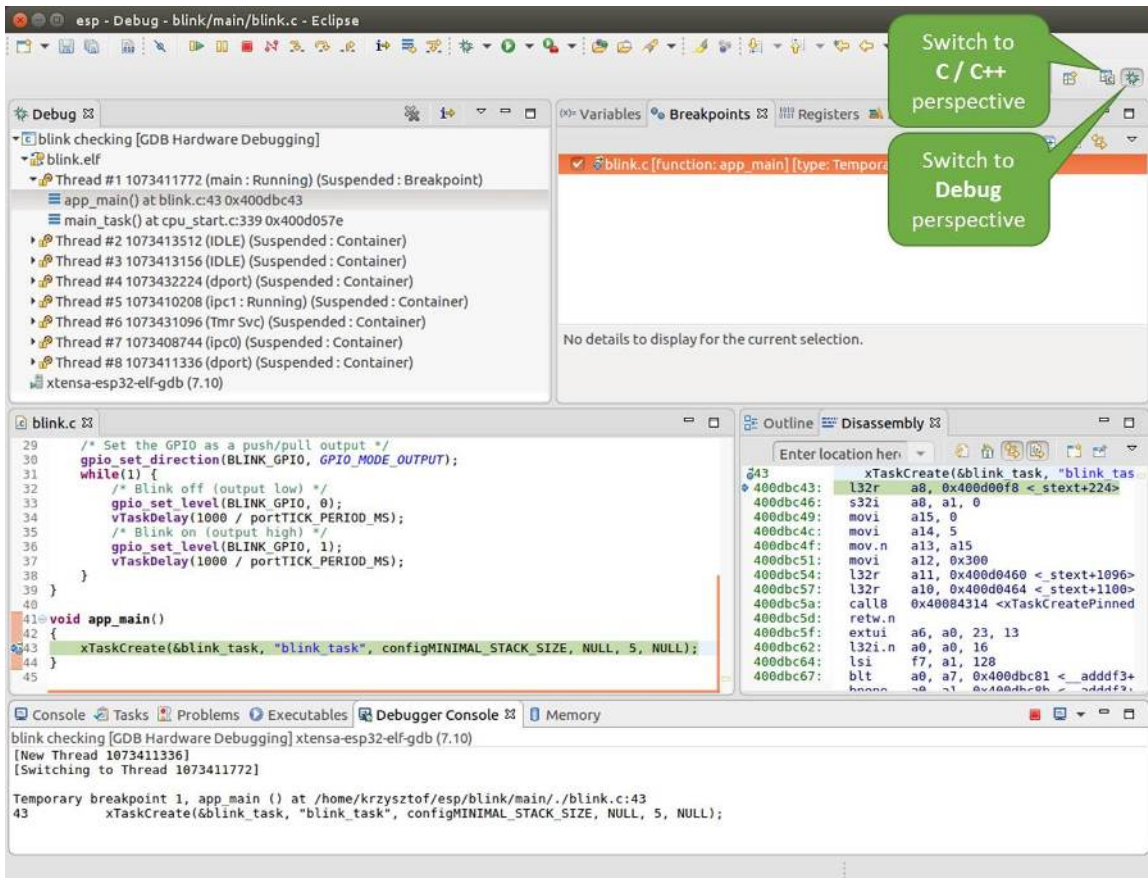 esp - Debug - blink/main/blink.c - Eclipse
Switch to
C / C++
perspective
Debug
blink checking [GDB Hardware Debugging]
blink.elf
Thread #1 1073411772 (main : Running) (Suspended : Breakpoint)
app_main() at blink.c:43 0x400dbc43
main_task() at cpu_start.c:339 0x400d057e
Thread #2 1073413512 (IDLE) (Suspended : Container)
Thread #3 1073413156 (IDLE) (Suspended : Container)
Thread #4 1073432224 (dport) (Suspended : Container)
Thread #5 1073410208 (ipc1 : Running) (Suspended : Container)
Thread #6 1073431096 (Tmr Svc) (Suspended : Container)
Thread #7 1073408744 (ipc0) (Suspended : Container)
Thread #8 1073411336 (dport) (Suspended : Container)
xtensa-esp32-elf-gdb (7.10)
(x)= Variables Breakpoints Registers
blink.c [function: app_main] [type: Tempora
Switch to
Debug
perspective
No details to display for the current selection.
blink.c
29 /* Set the GPIO as a push/pull output */
30 gpio_set_direction(BLINK_GPIO, GPIO_MODE_OUTPUT);
31 while(1) {
32 /* Blink off (output low) */
33 gpio_set_level(BLINK_GPIO, 0);
34 vTaskDelay(1000 / portTICK_PERIOD_MS);
35 /* Blink on (output high) */
36 gpio_set_level(BLINK_GPIO, 1);
37 vTaskDelay(1000 / portTICK_PERIOD_MS);
38 }
39 }
40
41 void app_main()
42 {
43 xTaskCreate(&blink_task, "blink_task", configMINIMAL_STACK_SIZE, NULL, 5, NULL);
44 }
45
Outline Disassembly
Enter location her
43 xTaskCreate(&blink_task, "blink_tas
400dbc43: l32r a8, 0x400d00f8 <_stext+224>
400dbc46: s32i a8, a1, 0
400dbc49: movi a15, 0
400dbc4c: movi a14, 5
400dbc4f: mov.n a13, a15
400dbc51: movi a12, 0x300
400dbc54: l32r a11, 0x400d0460 <_stext+1096>
400dbc57: l32r a10, 0x400d0464 <_stext+1100>
400dbc5a: call8 0x40084314 <xTaskCreatePinned
400dbc5d: retw.n
400dbc5f: extui a6, a0, 23, 13
400dbc62: l32i.n a0, a0, 16
400dbc64: lsi f7, a1, 128
400dbc67: blt a0, a7, 0x400dbc81 <__adddf3+
Console Tasks Problems Executables Debugger Console Memory
blink checking [GDB Hardware Debugging] xtensa-esp32-elf-gdb (7.10)
[New Thread 1073411336]
[Switching to Thread 1073411772]
Temporary breakpoint 1, app_main () at /home/krzysztof/esp/blink/main/./blink.c:43
43 xTaskCreate(&blink_task, "blink_task", configMINIMAL_STACK_SIZE, NULL, 5, NULL);